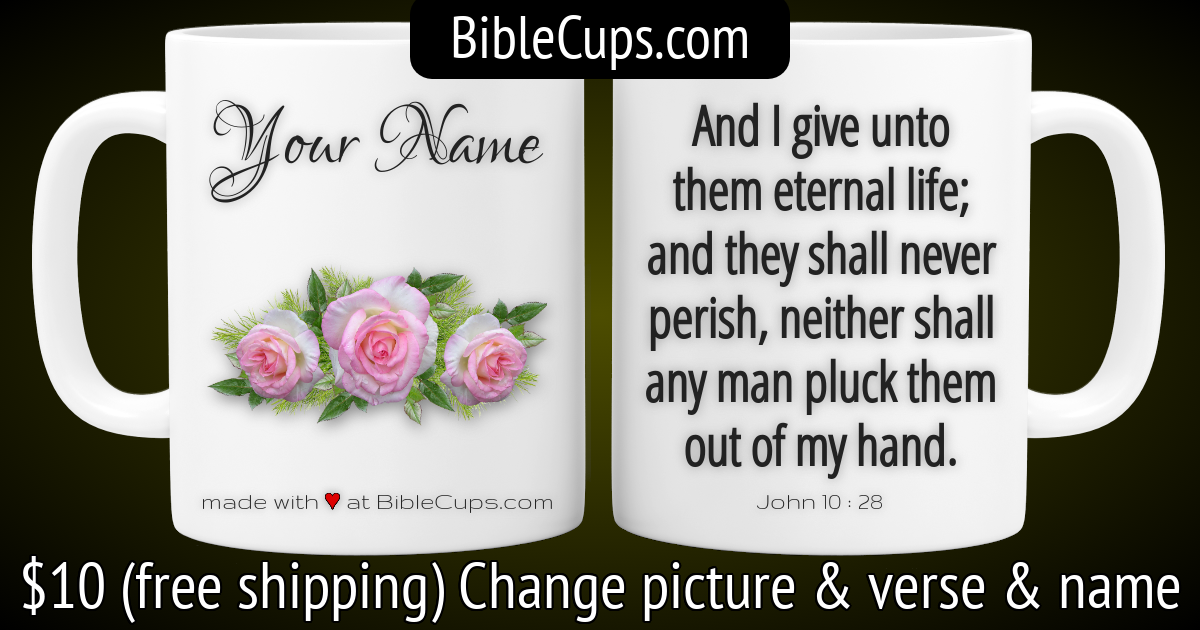 BibleCups.com
Your Name
made with ♥ at BibleCups.com
And I give unto
them eternal life;
and they shall never
perish, neither shall
any man pluck them
out of my hand.
John 10 : 28
$10 (free shipping) Change picture & verse & name